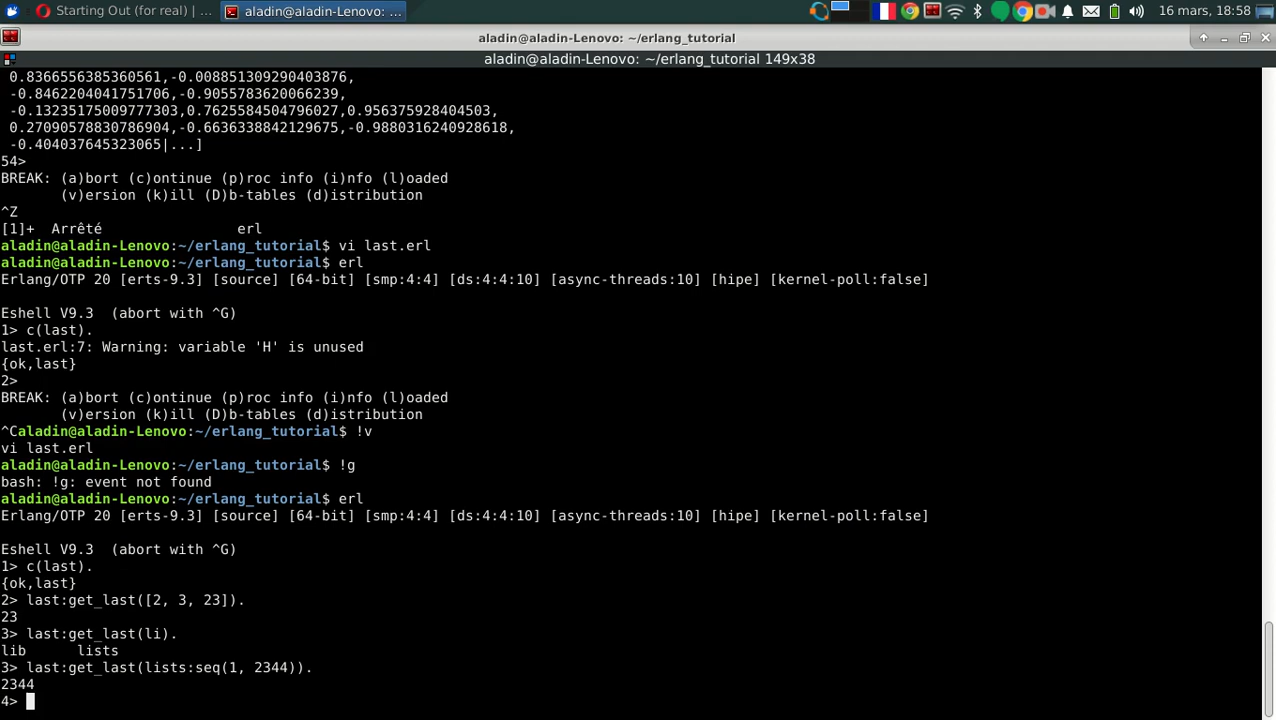 Starting Out (for real) | ...
aladin@aladin-Lenovo: ...
16 mars, 18:58
aladin@aladin-Lenovo: ~/erlang_tutorial
aladin@aladin-Lenovo: ~/erlang_tutorial 149x38
0.8366556385360561,-0.008851309290403876,
-0.8462204041751706,-0.9055783620066239,
-0.13235175009777303,0.7625584504796027,0.956375928404503,
0.27090578830786904,-0.6636338842129675,-0.9880316240928618,
-0.404037645323065|...]
54>
BREAK: (a)bort (c)ontinue (p)roc info (i)nfo (l)oaded
(v)ersion (k)ill (D)b-tables (d)istribution
^Z
[1]+  Arrêté                erl
aladin@aladin-Lenovo:~/erlang_tutorial$ vi last.erl
aladin@aladin-Lenovo:~/erlang_tutorial$ erl
Erlang/OTP 20 [erts-9.3] [source] [64-bit] [smp:4:4] [ds:4:4:10] [async-threads:10] [hipe] [kernel-poll:false]
Eshell V9.3  (abort with ^G)
1> c(last).
last.erl:7: Warning: variable 'H' is unused
{ok,last}
2>
BREAK: (a)bort (c)ontinue (p)roc info (i)nfo (l)oaded
(v)ersion (k)ill (D)b-tables (d)istribution
^Caladin@aladin-Lenovo:~/erlang_tutorial$ !v
vi last.erl
aladin@aladin-Lenovo:~/erlang_tutorial$ !g
bash: !g: event not found
aladin@aladin-Lenovo:~/erlang_tutorial$ erl
Erlang/OTP 20 [erts-9.3] [source] [64-bit] [smp:4:4] [ds:4:4:10] [async-threads:10] [hipe] [kernel-poll:false]
Eshell V9.3  (abort with ^G)
1> c(last).
{ok,last}
2> last:get_last([2, 3, 23]).
23
3> last:get_last(li).
lib      lists
3> last:get_last(lists:seq(1, 2344)).
2344
4>